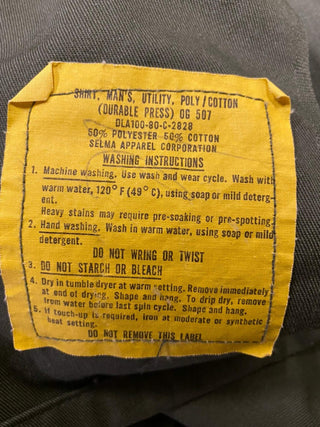 SHIRT, MAN'S, UTILITY, POLY/COTTON
(DURABLE PRESS) OG 507
DLA100-80-C-2828
50% POLYESTER 50% COTTON
SELMA APPAREL CORPORATION
WASHING INSTRUCTIONS
1. Machine washing. Use wash and wear cycle. Wash with
warm water, 120° F (49° C), using soap or mild deterg-
ent.
Heavy stains may require pre-soaking or pre-spotting.
2. Hand washing. Wash in warm water, using soap or mild
detergent.
DO NOT WRING OR TWIST
3. DO NOT STARCH OR BLEACH
4. Dry in tumble dryer at warm setting. Remove immediately
at end of drying. Shape and hang. To drip dry, remove
from water before last spin cycle. Shape and hang.
5. If touch-up is required, iron at moderate or synthetic
heat setting.
DO NOT REMOVE THIS LABEL